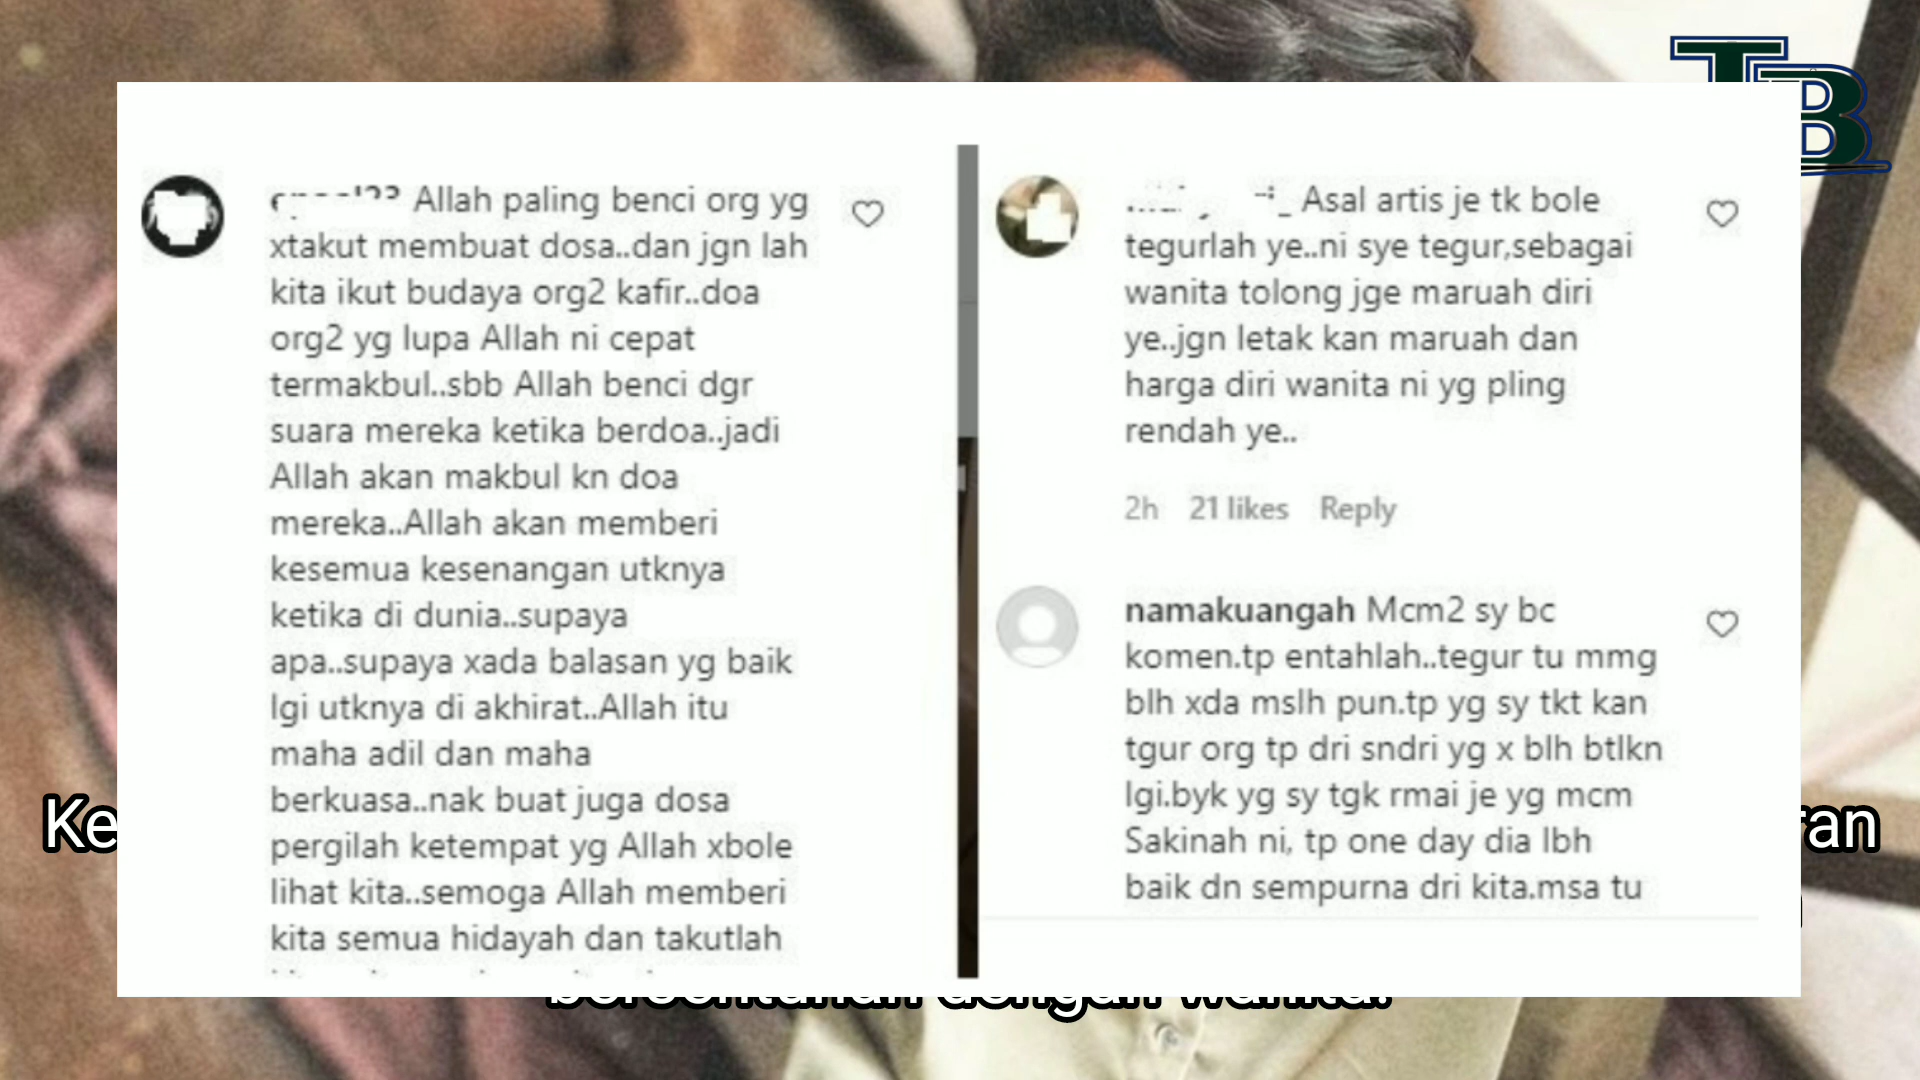 TB
Allah paling benci org yg
xtakut membuat dosa..dan jgn lah
kita ikut budaya org2 kafir..doa
org2 yg lupa Allah ni cepat
termakbul..sbb Allah benci dgr
suara mereka ketika berdoa..jadi
Allah akan makbul kn doa
mereka..Allah akan memberi
kesemua kesenangan utknya
ketika di dunia..supaya
apa..supaya xada balasan yg baik
lgi utknya di akhirat..Allah itu
maha adil dan maha
berkuasa..nak buat juga dosa
pergilah ketempat yg Allah xbole
lihat kita..semoga Allah memberi
kita semua hidayah dan takutlah
Asal artis je tk bole
tegurlah ye..ni sye tegur,sebagai
wanita tolong jge maruah diri
ye..jgn letak kan maruah dan
harga diri wanita ni yg pling
rendah ye..
2h 21 likes Reply
namakuangah Mcm2 sy bc
komen.tp entahlah..tegur tu mmg
blh xda mslh pun.tp yg sy tkt kan
tgur org tp dri sndri yg x blh btlkn
lgi.byk yg sy tgk rmai je yg mcm
Sakinah ni, tp one day dia lbh
baik dn sempurna dri kita.msa tu
bersentuhan dengan wanita.